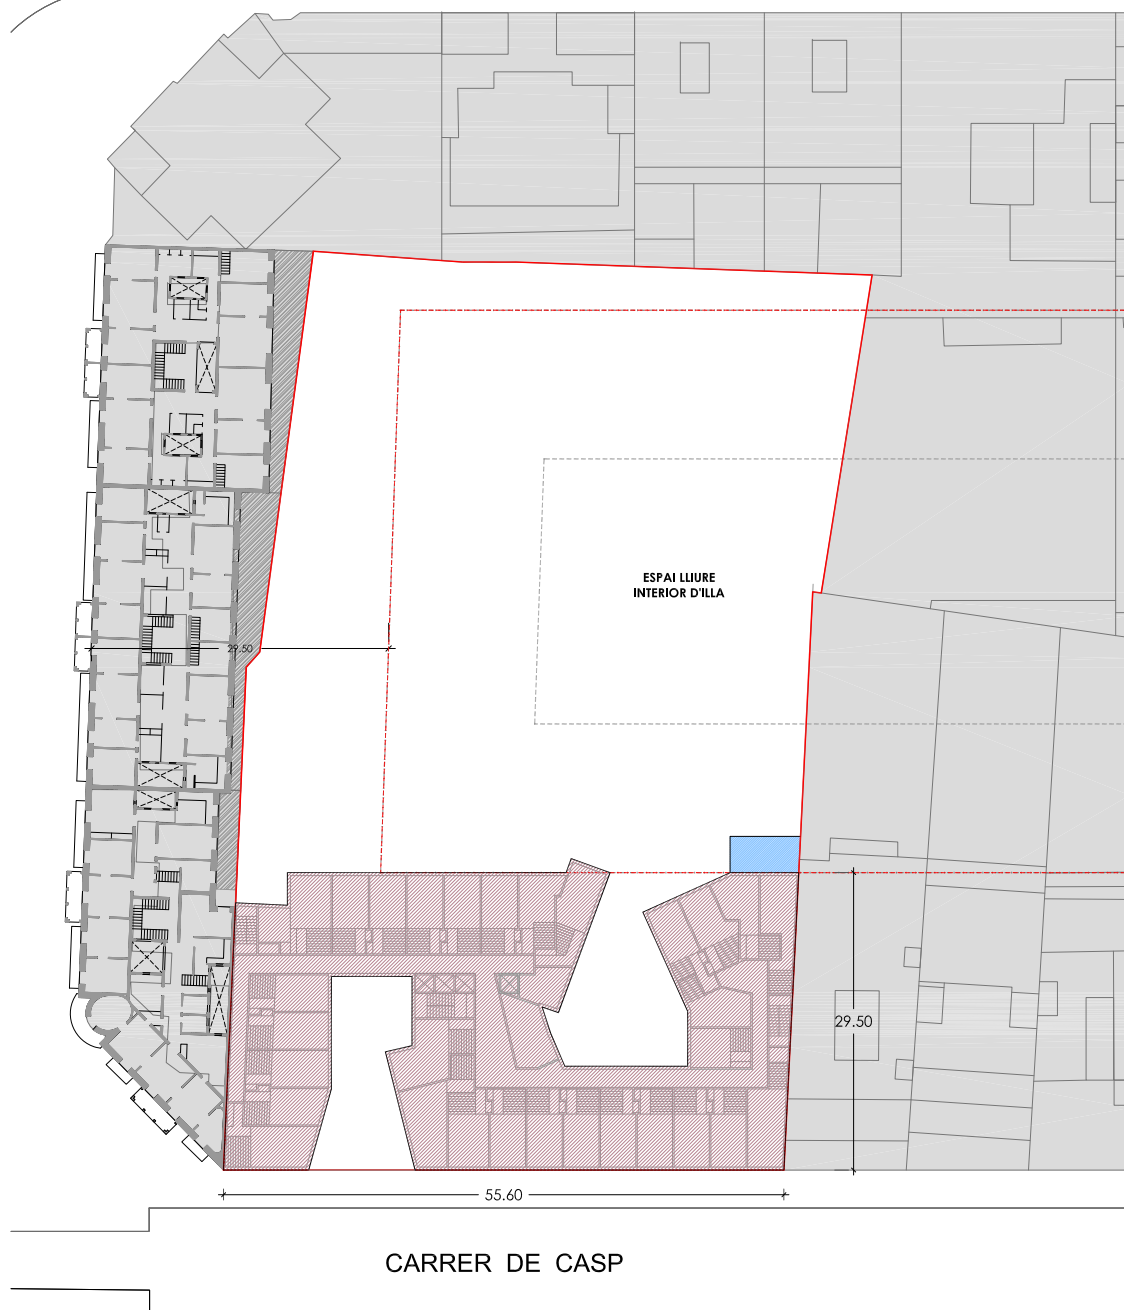 ESPAI LLIURE
INTERIOR D'ILLA
29.50
29.50
55.60
CARRER DE CASP